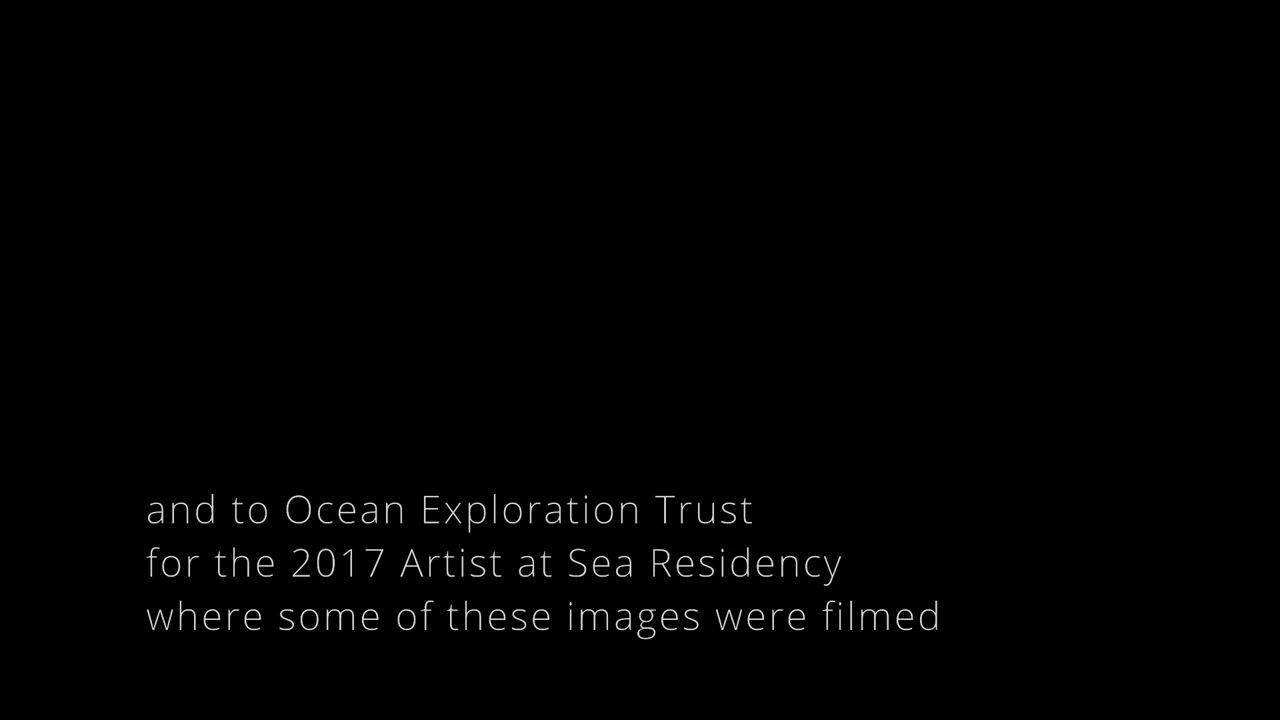 and to Ocean Exploration Trust
for the 2017 Artist at Sea Residency
where some of these images were filmed